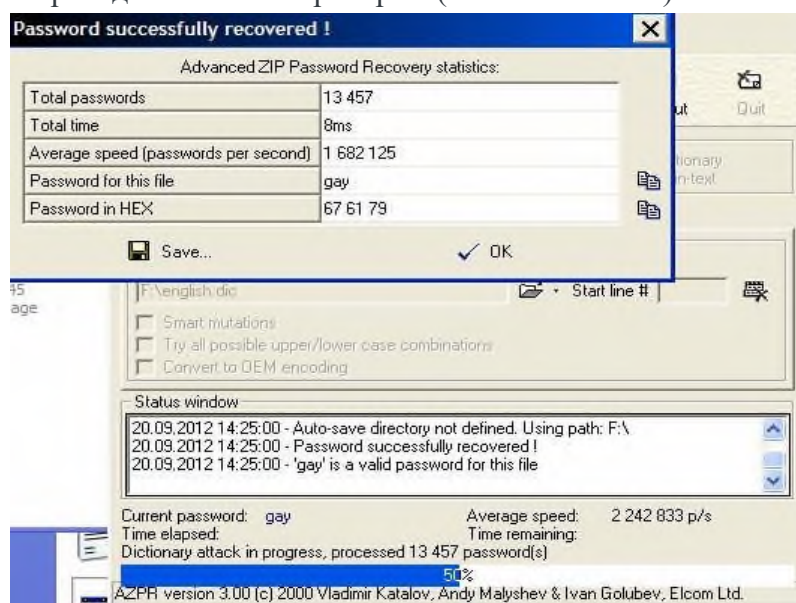 Password successfully recovered !
Advanced ZIP Password Recovery statistics:
Total passwords 13 457
Total time 8ms
Average speed (passwords per second) 1 682 125
Password for this file gay
Password in HEX 67 61 79
Save... OK
ut Quit
tionary
in-text
45
age
F:\english.dic Start line #
Smart mutations
Try all possible upper/lower case combinations
Convert to OEM encoding
Status window
20.09.2012 14:25:00 - Auto-save directory not defined. Using path: F:\
20.09.2012 14:25:00 - Password successfully recovered !
20.09.2012 14:25:00 - 'gay' is a valid password for this file
Current password: gay Average speed: 2 242 833 p/s
Time elapsed: Time remaining:
Dictionary attack in progress, processed 13 457 password(s)
50%
AZPR version 3.00 (c) 2000 Vladimir Katalov, Andy Malyshev & Ivan Golubev, Elcom Ltd.